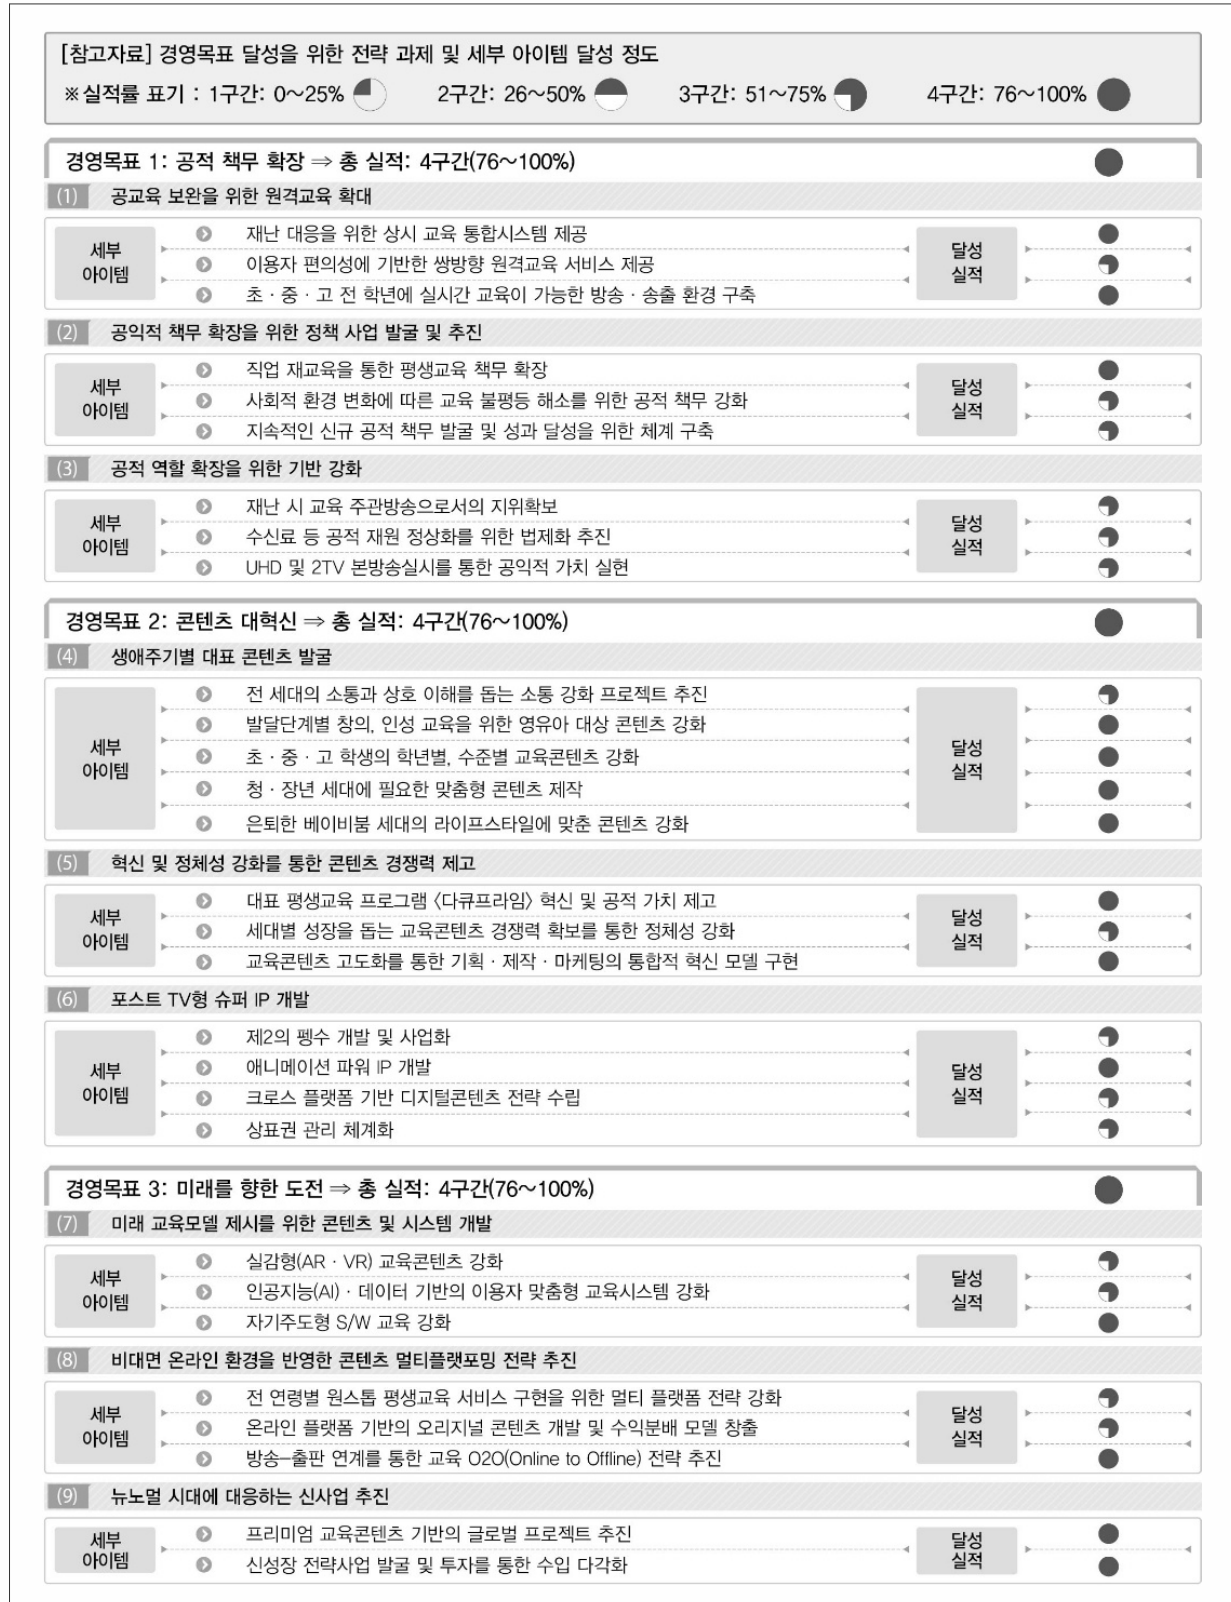 [참고자료] 경영목표 달성을 위한 전략 과제 및 세부 아이템 달성 정도
※실적률 표기 : 1구간: 0~25% 2구간: 26~50% 3구간: 51~75% 4구간: 76~100%
경영목표 1: 공적 책무 확장 ⇒ 총 실적: 4구간(76~100%)
(1) 공교육 보완을 위한 원격교육 확대
세부 아이템
재난 대응을 위한 상시 교육 통합시스템 제공
이용자 편의성에 기반한 쌍방향 원격교육 서비스 제공
초 · 중 · 고 전 학년에 실시간 교육이 가능한 방송 · 송출 환경 구축
달성 실적
(2) 공익적 책무 확장을 위한 정책 사업 발굴 및 추진
세부 아이템
직업 재교육을 통한 평생교육 책무 확장
사회적 환경 변화에 따른 교육 불평등 해소를 위한 공적 책무 강화
지속적인 신규 공적 책무 발굴 및 성과 달성을 위한 체계 구축
달성 실적
(3) 공적 역할 확장을 위한 기반 강화
세부 아이템
재난 시 교육 주관방송으로서의 지위확보
수신료 등 공적 재원 정상화를 위한 법제화 추진
UHD 및 2TV 본방송실시를 통한 공익적 가치 실현
달성 실적
경영목표 2: 콘텐츠 대혁신 ⇒ 총 실적: 4구간(76~100%)
(4) 생애주기별 대표 콘텐츠 발굴
세부 아이템
전 세대의 소통과 상호 이해를 돕는 소통 강화 프로젝트 추진
발달단계별 창의, 인성 교육을 위한 영유아 대상 콘텐츠 강화
초 · 중 · 고 학생의 학년별, 수준별 교육콘텐츠 강화
청 · 장년 세대에 필요한 맞춤형 콘텐츠 제작
은퇴한 베이비붐 세대의 라이프스타일에 맞춘 콘텐츠 강화
달성 실적
(5) 혁신 및 정체성 강화를 통한 콘텐츠 경쟁력 제고
세부 아이템
대표 평생교육 프로그램 〈다큐프라임〉 혁신 및 공적 가치 제고
세대별 성장을 돕는 교육콘텐츠 경쟁력 확보를 통한 정체성 강화
교육콘텐츠 고도화를 통한 기획 · 제작 · 마케팅의 통합적 혁신 모델 구현
달성 실적
(6) 포스트 TV형 슈퍼 IP 개발
세부 아이템
제2의 펭수 개발 및 사업화
애니메이션 파워 IP 개발
크로스 플랫폼 기반 디지털콘텐츠 전략 수립
상표권 관리 체계화
달성 실적
경영목표 3: 미래를 향한 도전 ⇒ 총 실적: 4구간(76~100%)
(7) 미래 교육모델 제시를 위한 콘텐츠 및 시스템 개발
세부 아이템
실감형(AR · VR) 교육콘텐츠 강화
인공지능(AI) · 데이터 기반의 이용자 맞춤형 교육시스템 강화
자기주도형 S/W 교육 강화
달성 실적
(8) 비대면 온라인 환경을 반영한 콘텐츠 멀티플랫포밍 전략 추진
세부 아이템
전 연령별 원스톱 평생교육 서비스 구현을 위한 멀티 플랫폼 전략 강화
온라인 플랫폼 기반의 오리지널 콘텐츠 개발 및 수익분배 모델 창출
방송–출판 연계를 통한 교육 O2O(Online to Offline) 전략 추진
달성 실적
(9) 뉴노멀 시대에 대응하는 신사업 추진
세부 아이템
프리미엄 교육콘텐츠 기반의 글로벌 프로젝트 추진
신성장 전략사업 발굴 및 투자를 통한 수입 다각화
달성 실적